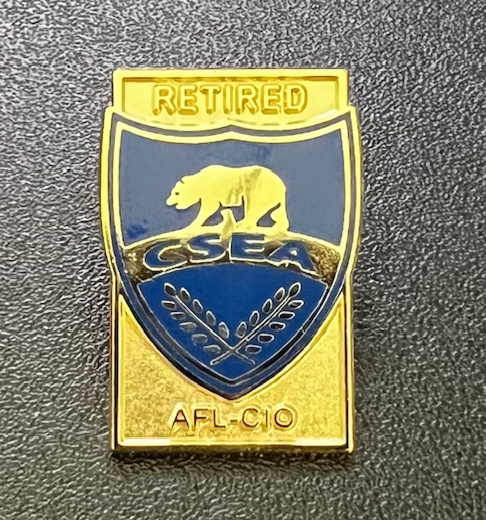 RETIRED
CSEA
AFL-CIO